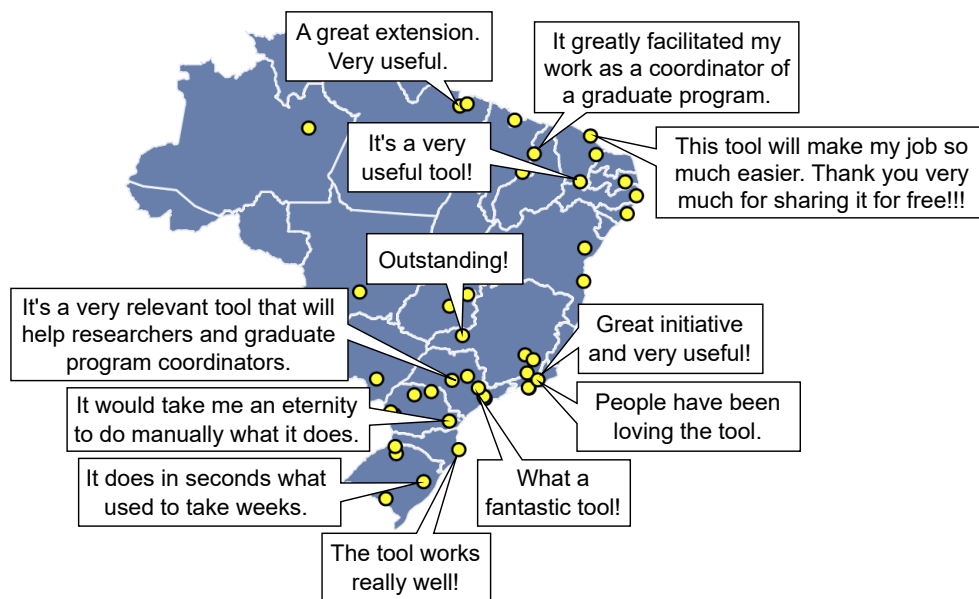 A great extension.
Very useful.
It greatly facilitated my
work as a coordinator of
a graduate program.
It's a very
useful tool!
This tool will make my job so
much easier. Thank you very
much for sharing it for free!!!
Outstanding!
It's a very relevant tool that will
help researchers and graduate
program coordinators.
Great initiative
and very useful!
It would take me an eternity
to do manually what it does.
People have been
loving the tool.
It does in seconds what
used to take weeks.
What a
fantastic tool!
The tool works
really well!